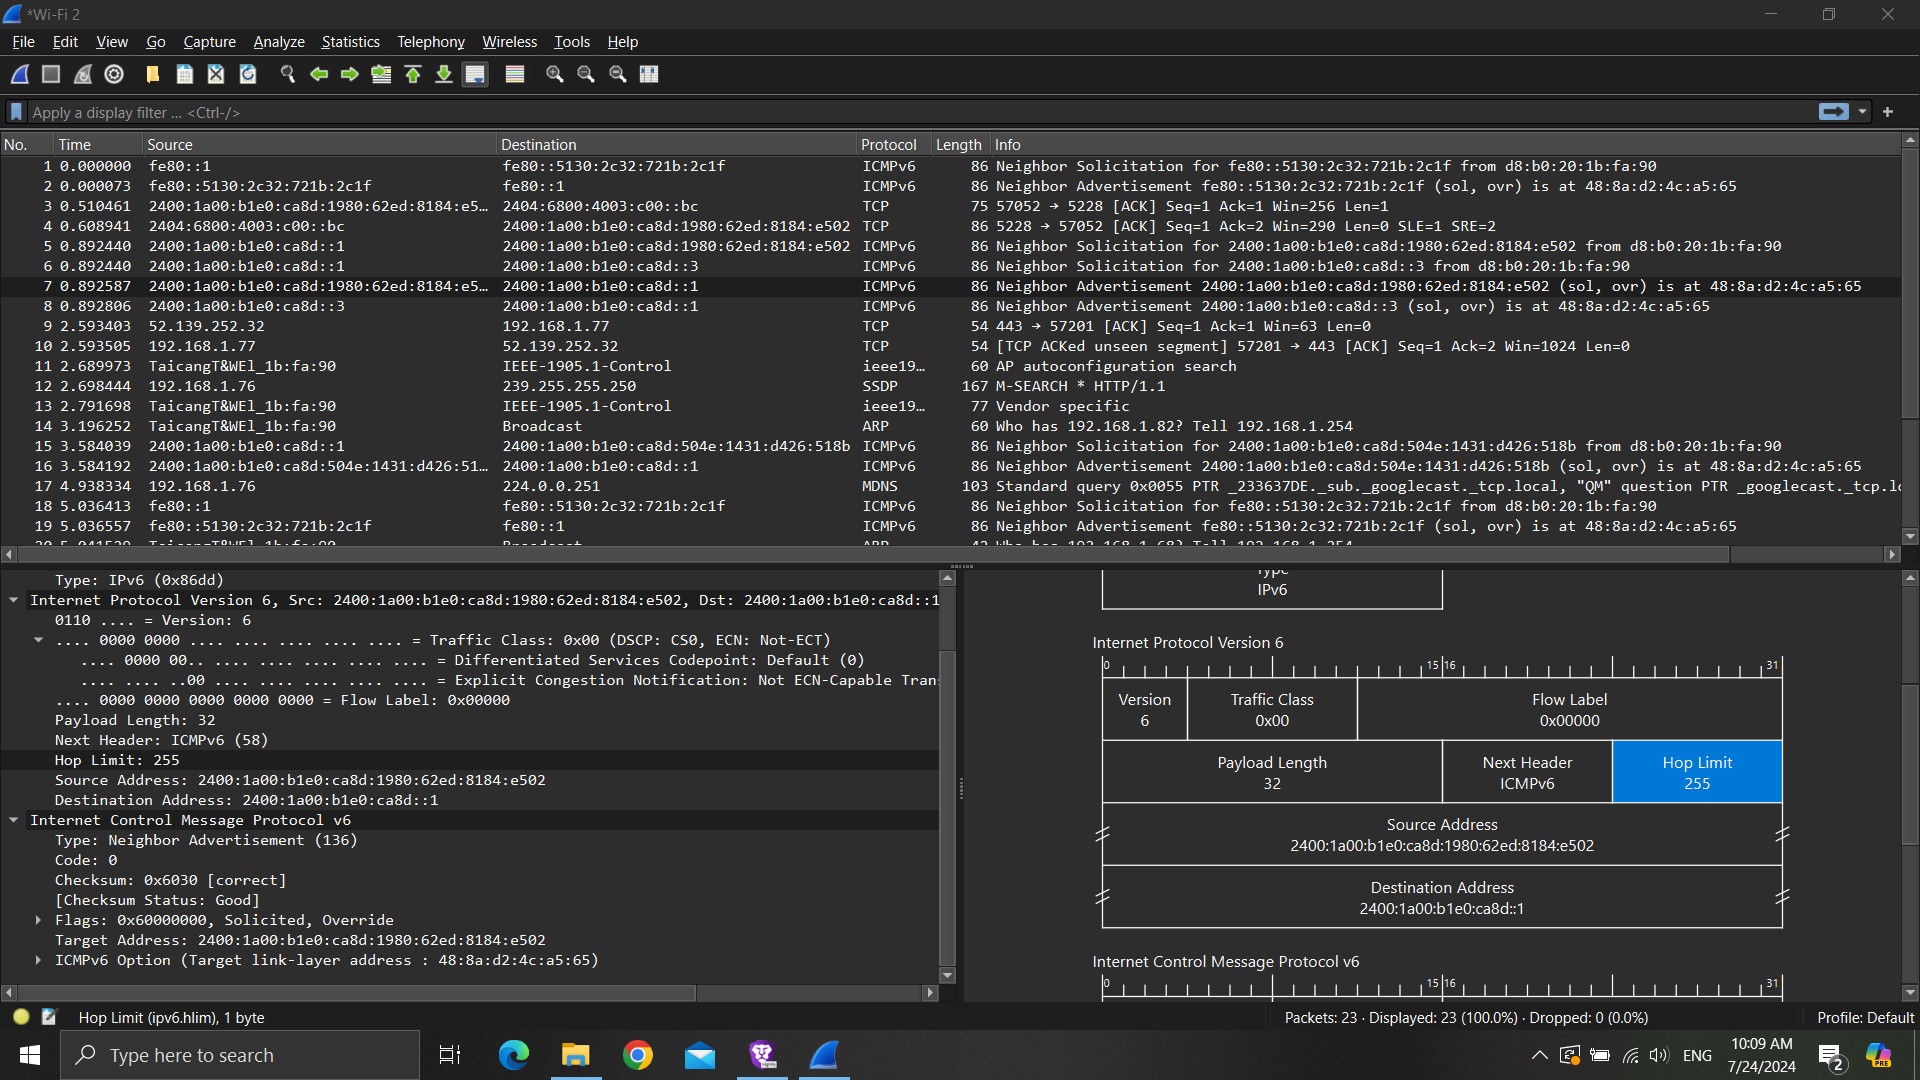 *Wi-Fi 2
File Edit View Go Capture Analyze Statistics Telephony Wireless Tools Help
Apply a display filter ... <Ctrl-/>
No. Time Source Destination Protocol Length Info
1 0.000000 fe80::1 fe80::5130:2c32:721b:2c1f ICMPv6 86 Neighbor Solicitation for fe80::5130:2c32:721b:2c1f from d8:b0:20:1b:fa:90
2 0.000073 fe80::5130:2c32:721b:2c1f fe80::1 ICMPv6 86 Neighbor Advertisement fe80::5130:2c32:721b:2c1f (sol, ovr) is at 48:8a:d2:4c:a5:65
3 0.510461 2400:1a00:b1e0:ca8d:1980:62ed:8184:e5… 2404:6800:4003:c00::bc TCP 75 57052 → 5228 [ACK] Seq=1 Ack=1 Win=256 Len=1
4 0.608941 2404:6800:4003:c00::bc 2400:1a00:b1e0:ca8d:1980:62ed:8184:e502 TCP 86 5228 → 57052 [ACK] Seq=1 Ack=2 Win=290 Len=0 SLE=1 SRE=2
5 0.892440 2400:1a00:b1e0:ca8d::1 2400:1a00:b1e0:ca8d:1980:62ed:8184:e502 ICMPv6 86 Neighbor Solicitation for 2400:1a00:b1e0:ca8d:1980:62ed:8184:e502 from d8:b0:20:1b:fa:90
6 0.892440 2400:1a00:b1e0:ca8d::1 2400:1a00:b1e0:ca8d::3 ICMPv6 86 Neighbor Solicitation for 2400:1a00:b1e0:ca8d::3 from d8:b0:20:1b:fa:90
7 0.892587 2400:1a00:b1e0:ca8d:1980:62ed:8184:e5… 2400:1a00:b1e0:ca8d::1 ICMPv6 86 Neighbor Advertisement 2400:1a00:b1e0:ca8d:1980:62ed:8184:e502 (sol, ovr) is at 48:8a:d2:4c:a5:65
8 0.892806 2400:1a00:b1e0:ca8d::3 2400:1a00:b1e0:ca8d::1 ICMPv6 86 Neighbor Advertisement 2400:1a00:b1e0:ca8d::3 (sol, ovr) is at 48:8a:d2:4c:a5:65
9 2.593403 52.139.252.32 192.168.1.77 TCP 54 443 → 57201 [ACK] Seq=1 Ack=1 Win=63 Len=0
10 2.593505 192.168.1.77 52.139.252.32 TCP 54 [TCP ACKed unseen segment] 57201 → 443 [ACK] Seq=1 Ack=2 Win=1024 Len=0
11 2.689973 TaicangT&WEl_1b:fa:90 IEEE-1905.1-Control ieee19… 60 AP autoconfiguration search
12 2.698444 192.168.1.76 239.255.255.250 SSDP 167 M-SEARCH * HTTP/1.1
13 2.791698 TaicangT&WEl_1b:fa:90 IEEE-1905.1-Control ieee19… 77 Vendor specific
14 3.196252 TaicangT&WEl_1b:fa:90 Broadcast ARP 60 Who has 192.168.1.82? Tell 192.168.1.254
15 3.584039 2400:1a00:b1e0:ca8d::1 2400:1a00:b1e0:ca8d:504e:1431:d426:518b ICMPv6 86 Neighbor Solicitation for 2400:1a00:b1e0:ca8d:504e:1431:d426:518b from d8:b0:20:1b:fa:90
16 3.584192 2400:1a00:b1e0:ca8d:504e:1431:d426:51… 2400:1a00:b1e0:ca8d::1 ICMPv6 86 Neighbor Advertisement 2400:1a00:b1e0:ca8d:504e:1431:d426:518b (sol, ovr) is at 48:8a:d2:4c:a5:65
17 4.938334 192.168.1.76 224.0.0.251 MDNS 103 Standard query 0x0055 PTR _233637DE._sub._googlecast._tcp.local, "QM" question PTR _googlecast._tcp.lo
18 5.036413 fe80::1 fe80::5130:2c32:721b:2c1f ICMPv6 86 Neighbor Solicitation for fe80::5130:2c32:721b:2c1f from d8:b0:20:1b:fa:90
19 5.036557 fe80::5130:2c32:721b:2c1f fe80::1 ICMPv6 86 Neighbor Advertisement fe80::5130:2c32:721b:2c1f (sol, ovr) is at 48:8a:d2:4c:a5:65
Type: IPv6 (0x86dd)
Internet Protocol Version 6, Src: 2400:1a00:b1e0:ca8d:1980:62ed:8184:e502, Dst: 2400:1a00:b1e0:ca8d::1
0110 .... = Version: 6
.... 0000 0000 .... .... .... .... .... = Traffic Class: 0x00 (DSCP: CS0, ECN: Not-ECT)
.... 0000 00.. .... .... .... .... .... = Differentiated Services Codepoint: Default (0)
.... .... ..00 .... .... .... .... .... = Explicit Congestion Notification: Not ECN-Capable Tran
.... 0000 0000 0000 0000 0000 = Flow Label: 0x00000
Payload Length: 32
Next Header: ICMPv6 (58)
Hop Limit: 255
Source Address: 2400:1a00:b1e0:ca8d:1980:62ed:8184:e502
Destination Address: 2400:1a00:b1e0:ca8d::1
Internet Control Message Protocol v6
Type: Neighbor Advertisement (136)
Code: 0
Checksum: 0x6030 [correct]
[Checksum Status: Good]
Flags: 0x60000000, Solicited, Override
Target Address: 2400:1a00:b1e0:ca8d:1980:62ed:8184:e502
ICMPv6 Option (Target link-layer address : 48:8a:d2:4c:a5:65)
Type
IPv6
Internet Protocol Version 6
0 15 16 31
Version Traffic Class Flow Label
6 0x00 0x00000
Payload Length Next Header Hop Limit
32 ICMPv6 255
Source Address
2400:1a00:b1e0:ca8d:1980:62ed:8184:e502
Destination Address
2400:1a00:b1e0:ca8d::1
Internet Control Message Protocol v6
0 15 16 31
Hop Limit (ipv6.hlim), 1 byte
Packets: 23 · Displayed: 23 (100.0%) · Dropped: 0 (0.0%)
Profile: Default
Type here to search
ENG
10:09 AM
7/24/2024
2
PRE